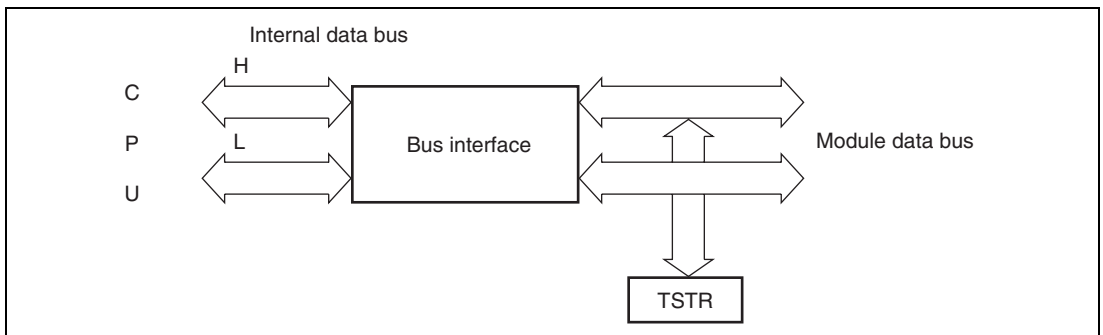 Internal data bus
H
C
P
L
Bus interface
Module data bus
U
TSTR